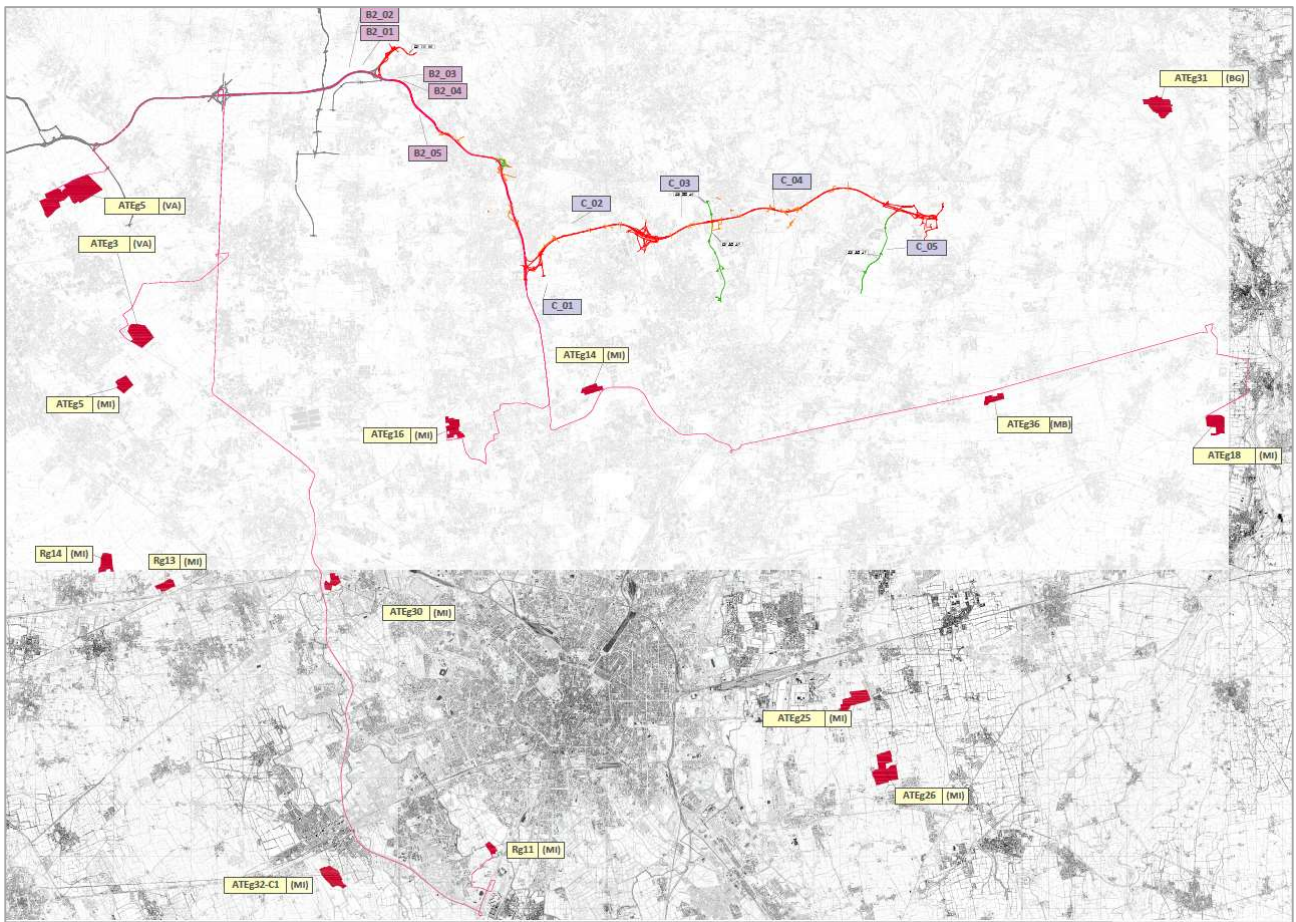 B2_02
B2_01
B2_03
B2_04
ATEg31 (BG)
B2_05
C_03
C_04
C_02
ATEg5 (VA)
ATEg3 (VA)
C_05
C_01
ATEg14 (MI)
ATEg5 (MI)
ATEg16 (MI)
ATEg36 (MB)
ATEg18 (MI)
Rg14 (MI)
Rg13 (MI)
ATEg30 (MI)
ATEg25 (MI)
ATEg26 (MI)
Rg11 (MI)
ATEg32-C1 (MI)